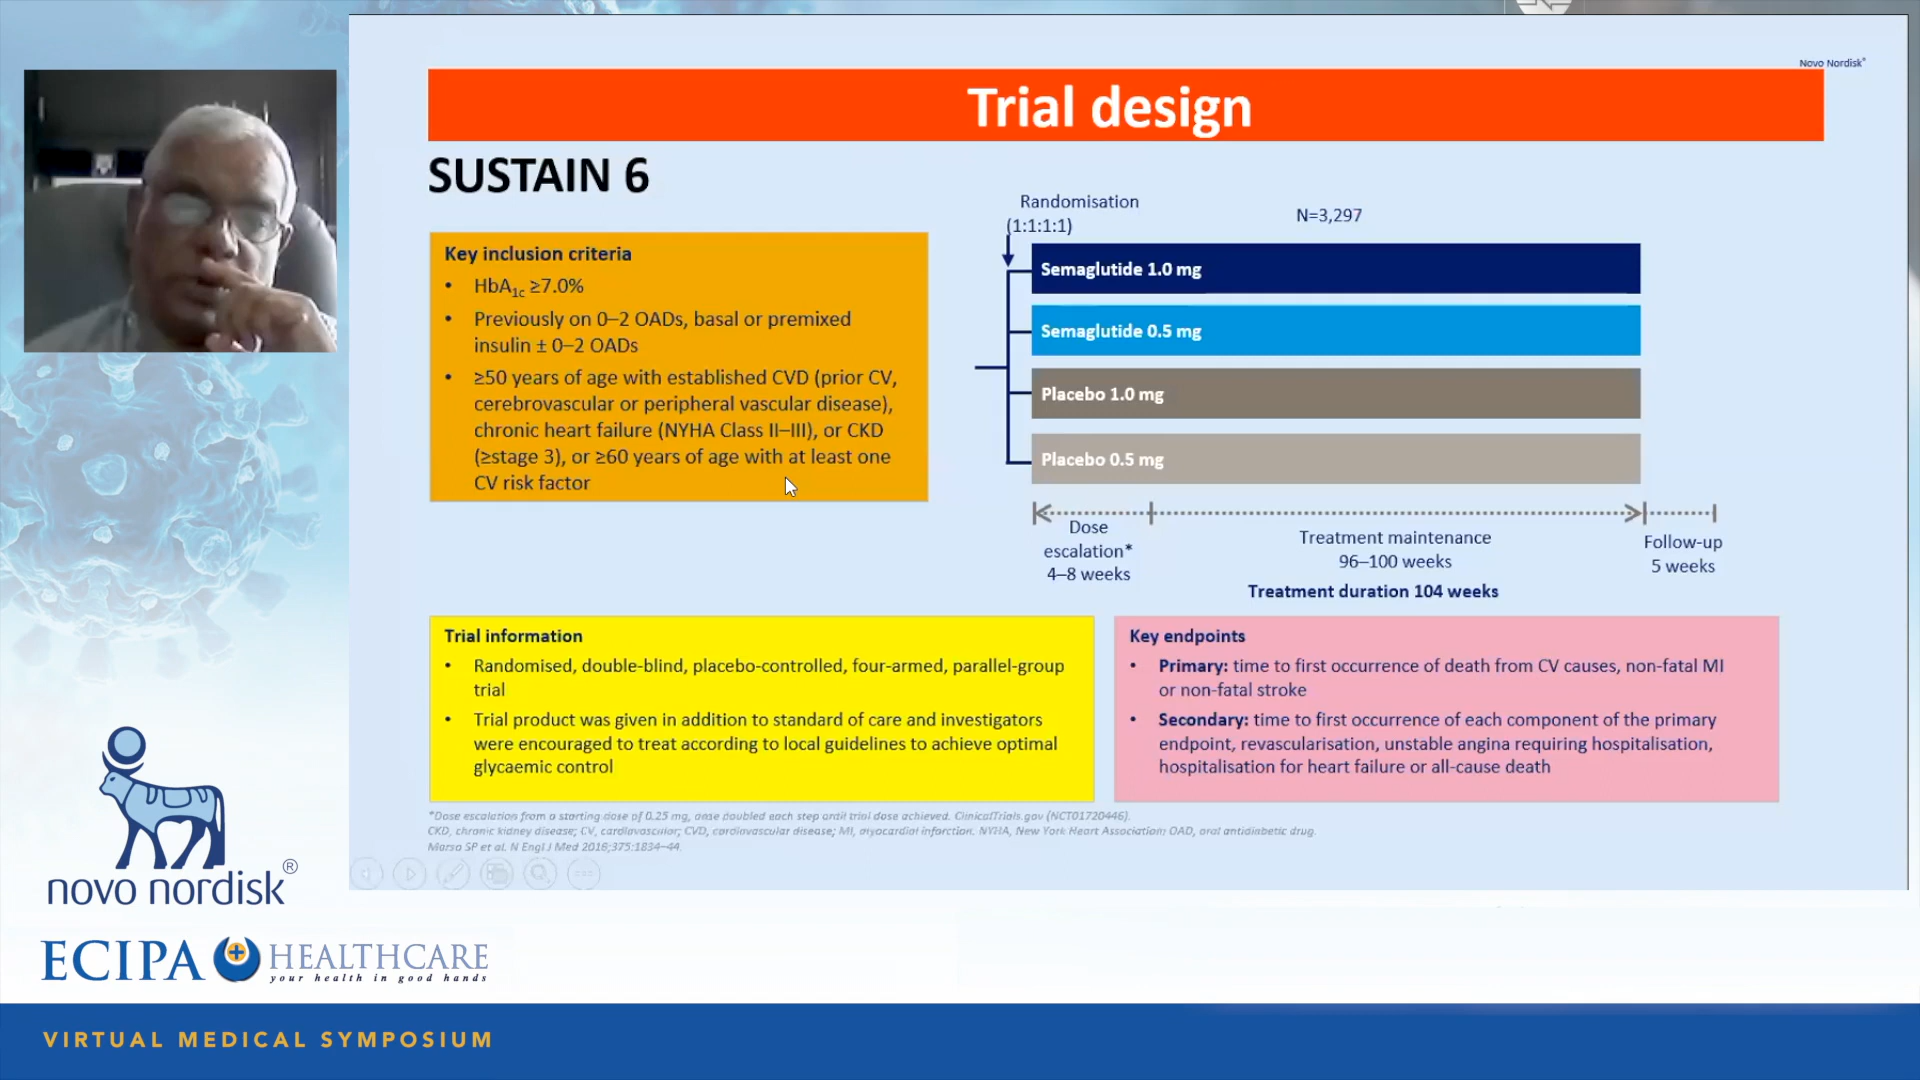 Novo Nordisk®
Trial design
SUSTAIN 6
Key inclusion criteria
• HbA1c ≥7.0%
• Previously on 0–2 OADs, basal or premixed
insulin ± 0–2 OADs
• ≥50 years of age with established CVD (prior CV,
cerebrovascular or peripheral vascular disease),
chronic heart failure (NYHA Class II–III), or CKD
(≥stage 3), or ≥60 years of age with at least one
CV risk factor
Randomisation
(1:1:1:1)
N=3,297
Semaglutide 1.0 mg
Semaglutide 0.5 mg
Placebo 1.0 mg
Placebo 0.5 mg
Dose
escalation*
4–8 weeks
Treatment maintenance
96–100 weeks
Treatment duration 104 weeks
Follow-up
5 weeks
Trial information
• Randomised, double-blind, placebo-controlled, four-armed, parallel-group
trial
• Trial product was given in addition to standard of care and investigators
were encouraged to treat according to local guidelines to achieve optimal
glycaemic control
Key endpoints
• Primary: time to first occurrence of death from CV causes, non-fatal MI
or non-fatal stroke
• Secondary: time to first occurrence of each component of the primary
endpoint, revascularisation, unstable angina requiring hospitalisation,
hospitalisation for heart failure or all-cause death
*Dose escalation from a starting dose of 0.25 mg, dose doubled each step until trial dose achieved. ClinicalTrials.gov (NCT01720446).
CKD, chronic kidney disease; CV, cardiovascular; CVD, cardiovascular disease; MI, myocardial infarction. NYHA, New York Heart Association; OAD, oral antidiabetic drug.
Marso SP et al. N Engl J Med 2016;375:1834–44.
novo nordisk®
ECIPA HEALTHCARE
your health in good hands
VIRTUAL MEDICAL SYMPOSIUM